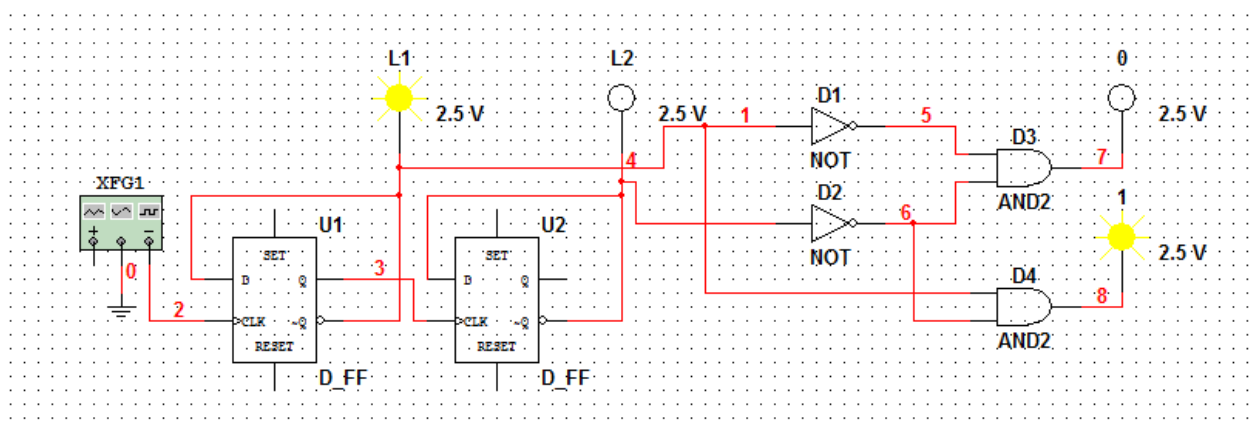 L1
L2
0
2.5 V
2.5 V
2.5 V
1
D1
NOT
5
D3
AND2
7
4
XFG1
+
−
0
2
U1
SET
D
Q
CLK
~Q
RESET
D_FF
3
U2
SET
D
Q
CLK
~Q
RESET
D_FF
D2
NOT
6
1
2.5 V
D4
AND2
8